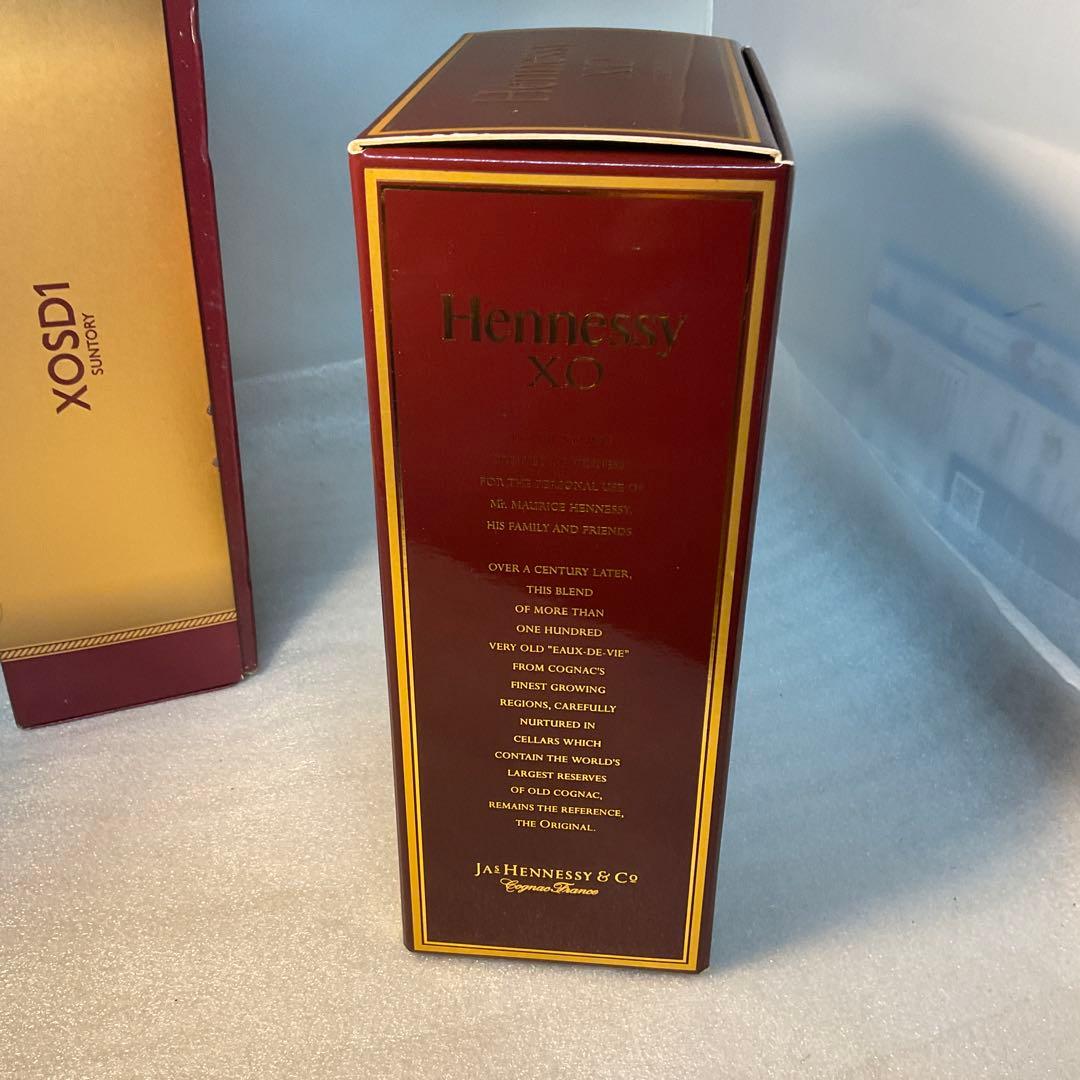 Hennessy
X.O
XOSD1
SUNTORY
Hennessy
X.O
FOR THE PERSONAL USE OF
Mr. MAURICE HENNESSY,
HIS FAMILY AND FRIENDS
OVER A CENTURY LATER,
THIS BLEND
OF MORE THAN
ONE HUNDRED
VERY OLD "EAUX-DE-VIE"
FROM COGNAC'S
FINEST GROWING
REGIONS, CAREFULLY
NURTURED IN
CELLARS WHICH
CONTAIN THE WORLD'S
LARGEST RESERVES
OF OLD COGNAC,
REMAINS THE REFERENCE,
THE ORIGINAL.
JAS HENNESSY & CO
Cognac France